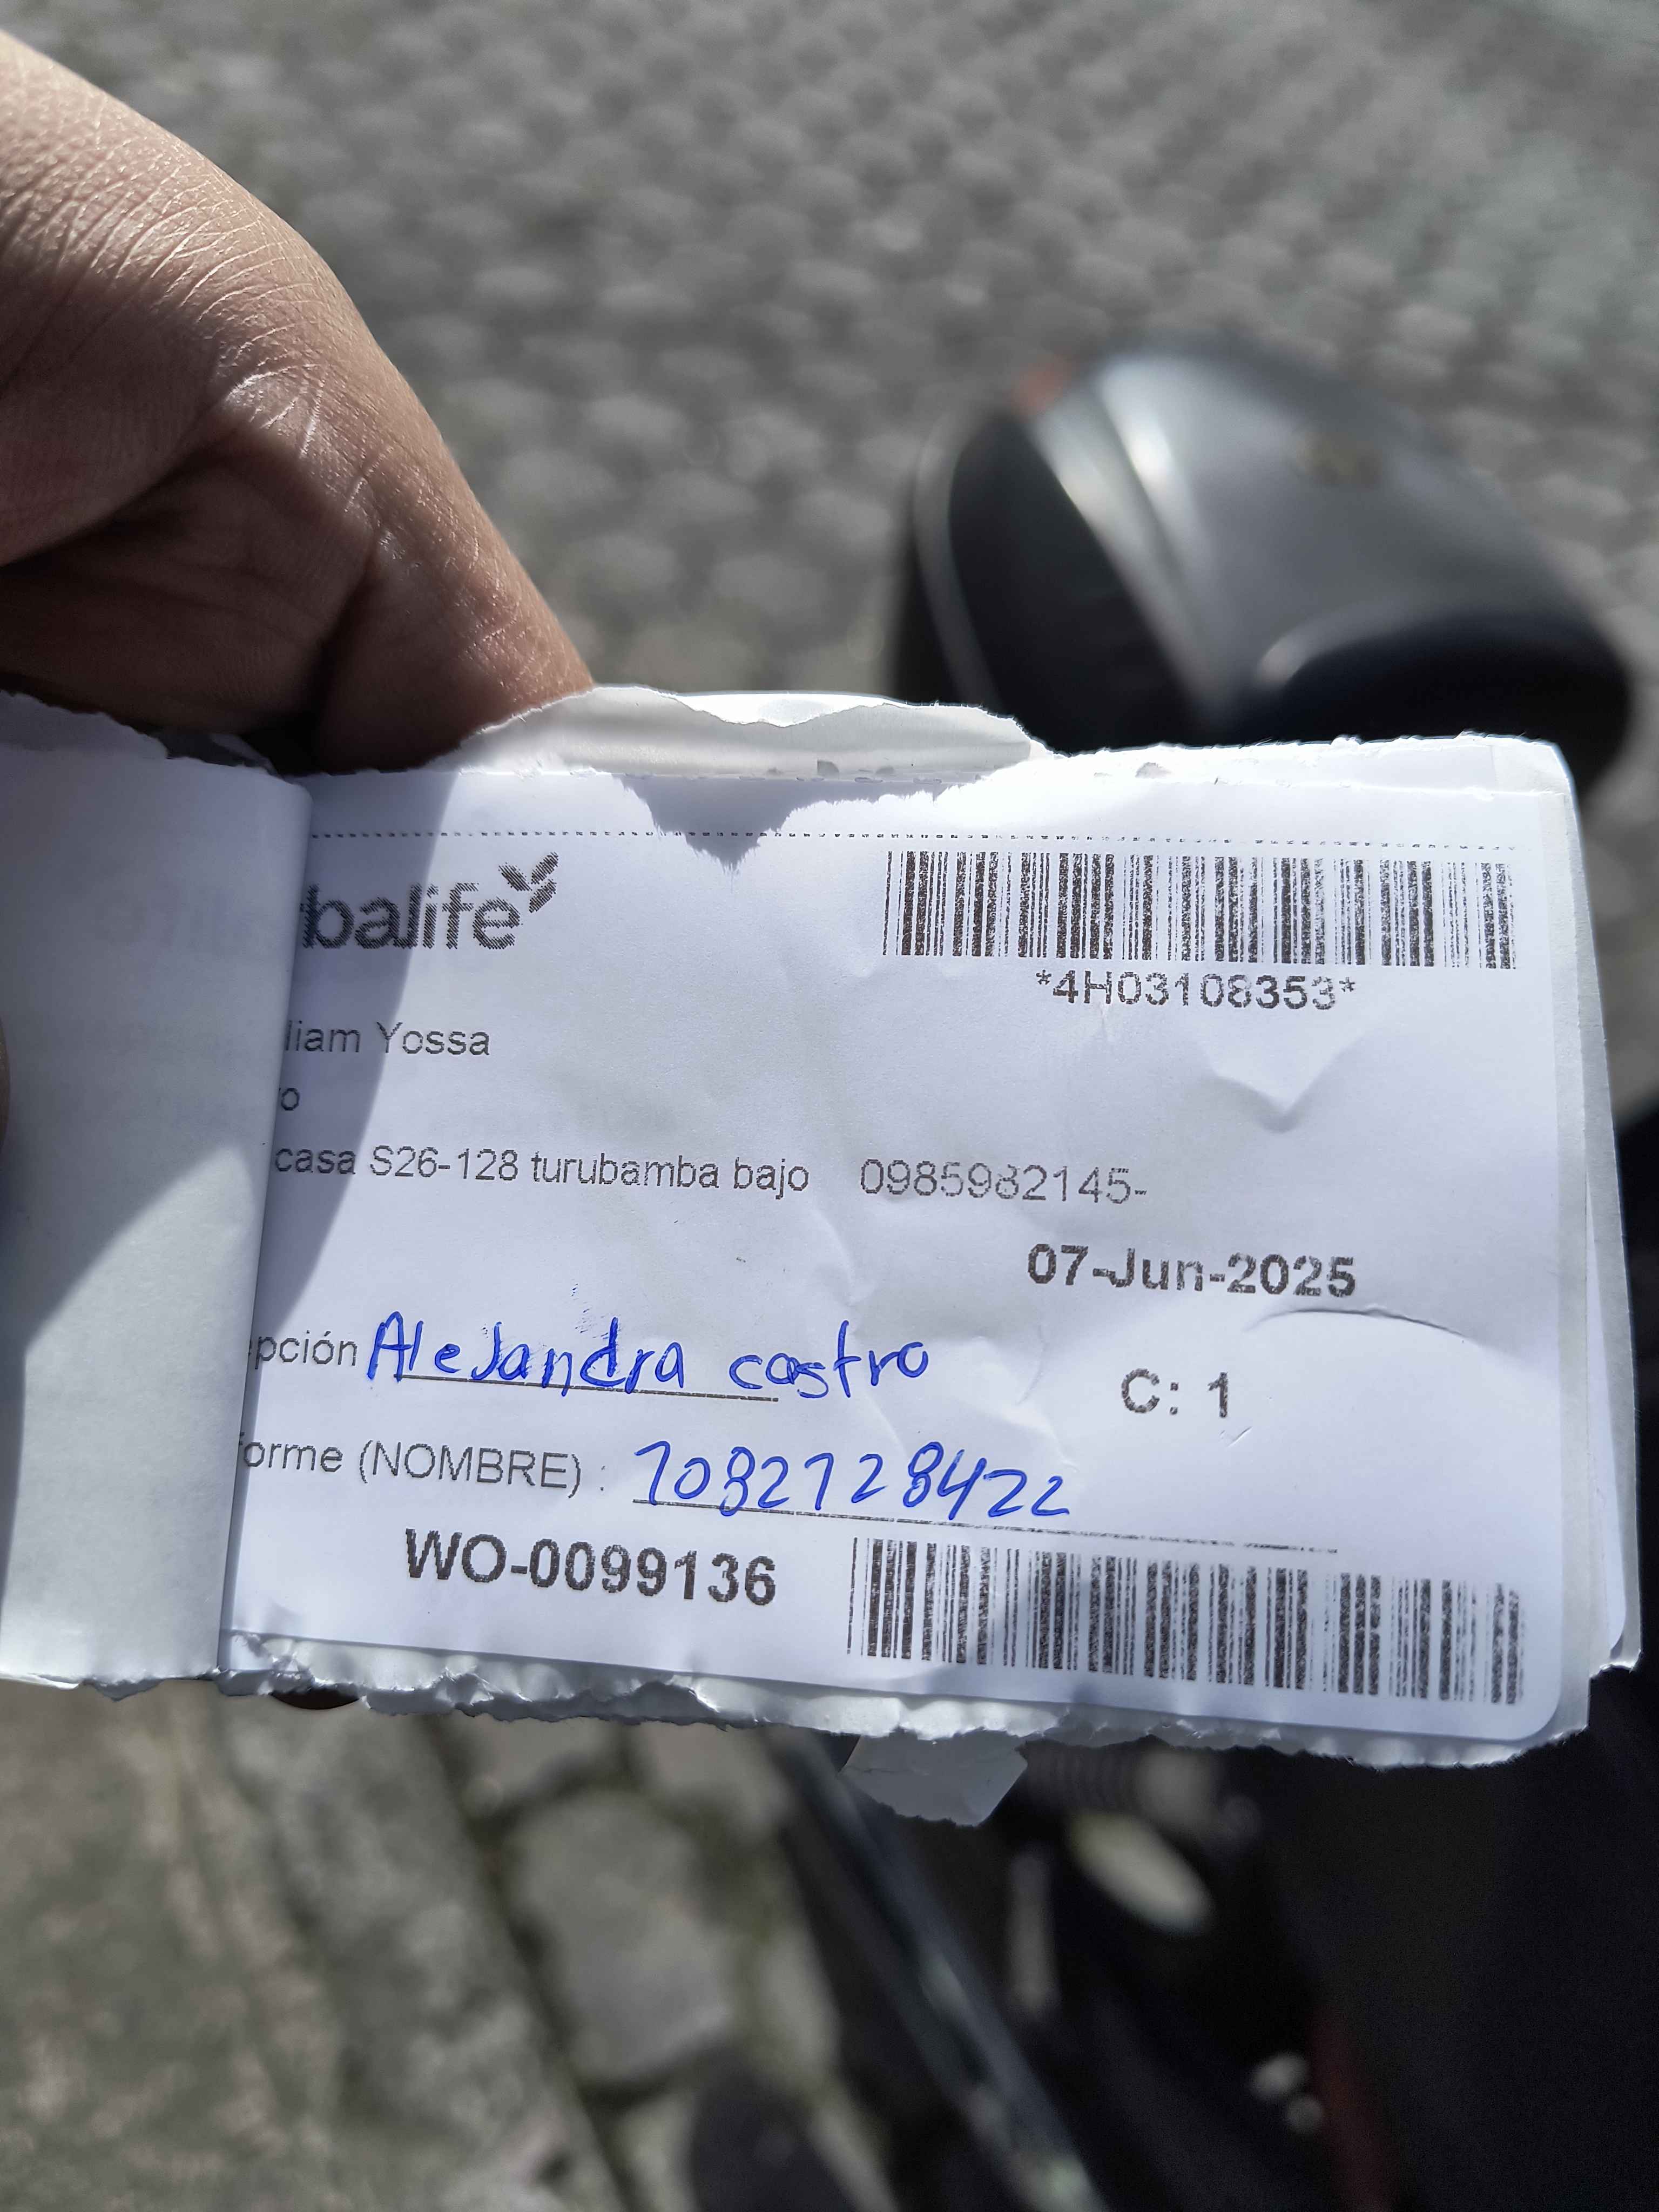 balife
*4H03108353*
liam Yossa
o
casa S26-128 turubamba bajo 0985982145-
07-Jun-2025
pción Alejandra castro
C: 1
forme (NOMBRE) : 1082128422
WO-0099136